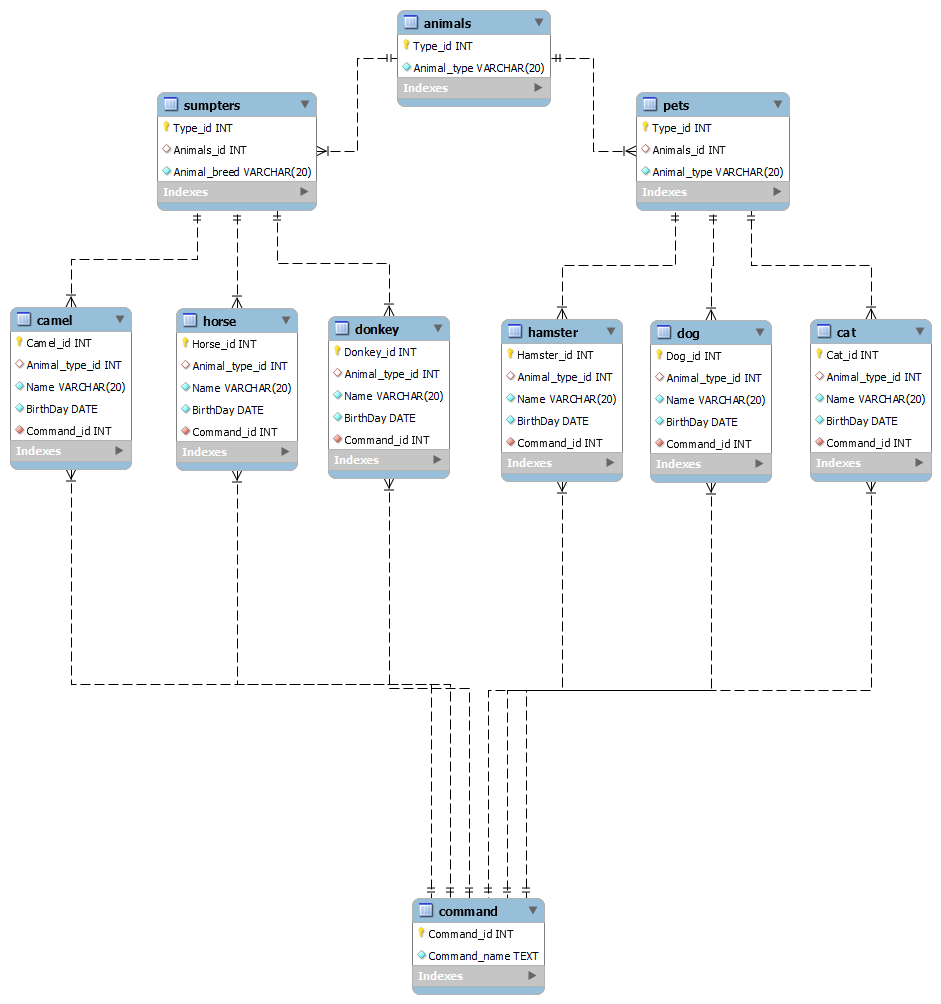 animals
Type_id INT
Animal_type VARCHAR(20)
Indexes
sumpters
Type_id INT
Animals_id INT
Animal_breed VARCHAR(20)
Indexes
pets
Type_id INT
Animals_id INT
Animal_type VARCHAR(20)
Indexes
camel
Camel_id INT
Animal_type_id INT
Name VARCHAR(20)
BirthDay DATE
Command_id INT
Indexes
horse
Horse_id INT
Animal_type_id INT
Name VARCHAR(20)
BirthDay DATE
Command_id INT
Indexes
donkey
Donkey_id INT
Animal_type_id INT
Name VARCHAR(20)
BirthDay DATE
Command_id INT
Indexes
hamster
Hamster_id INT
Animal_type_id INT
Name VARCHAR(20)
BirthDay DATE
Command_id INT
Indexes
dog
Dog_id INT
Animal_type_id INT
Name VARCHAR(20)
BirthDay DATE
Command_id INT
Indexes
cat
Cat_id INT
Animal_type_id INT
Name VARCHAR(20)
BirthDay DATE
Command_id INT
Indexes
command
Command_id INT
Command_name TEXT
Indexes